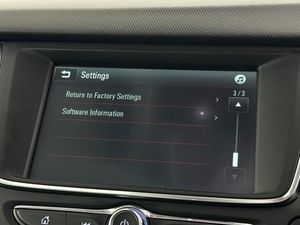 Settings
3/3
Return to Factory Settings
Software Information